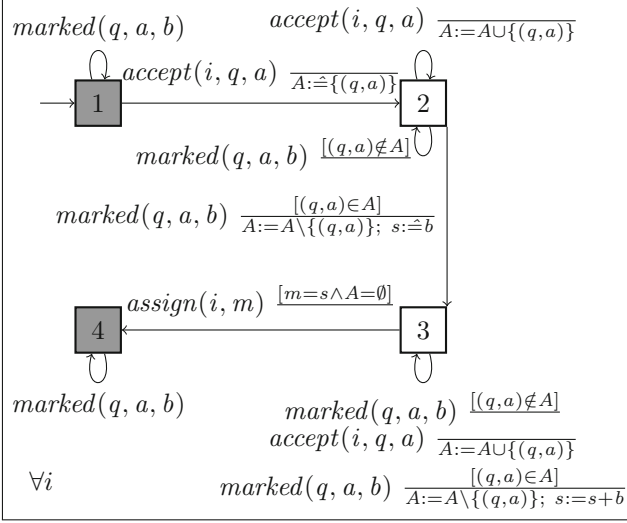 marked(q, a, b)
accept(i, q, a) A:=A∪{(q,a)}
accept(i, q, a) A:≙{(q,a)}
1
2
marked(q, a, b) [(q,a)∉A]
marked(q, a, b) [(q,a)∈A] A:=A\{(q,a)}; s:≙b
assign(i, m) [m=s∧A=∅]
4
3
marked(q, a, b)
marked(q, a, b) [(q,a)∉A]
accept(i, q, a) A:=A∪{(q,a)}
∀i
marked(q, a, b) [(q,a)∈A] A:=A\{(q,a)}; s:=s+b